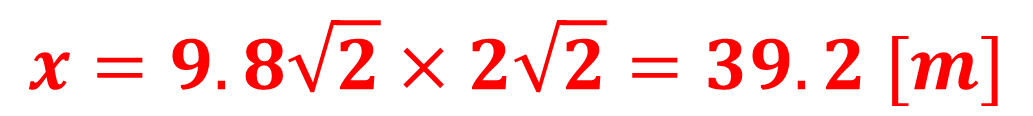 x = 9.8√2 × 2√2 = 39.2 [m]